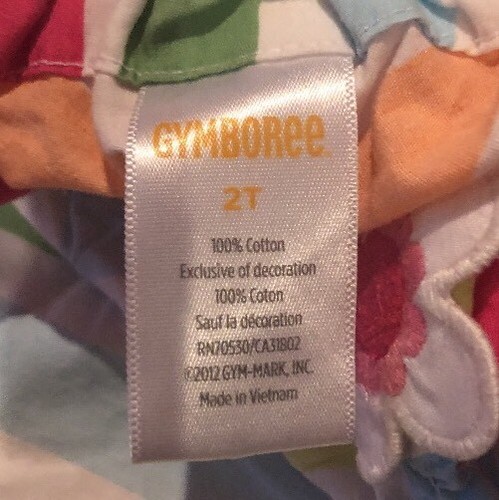 GYMBORee.
2T
100% Cotton
Exclusive of decoration
100% Coton
Sauf la décoration
RN70530/CA31802
©2012 GYM-MARK, INC.
Made in Vietnam